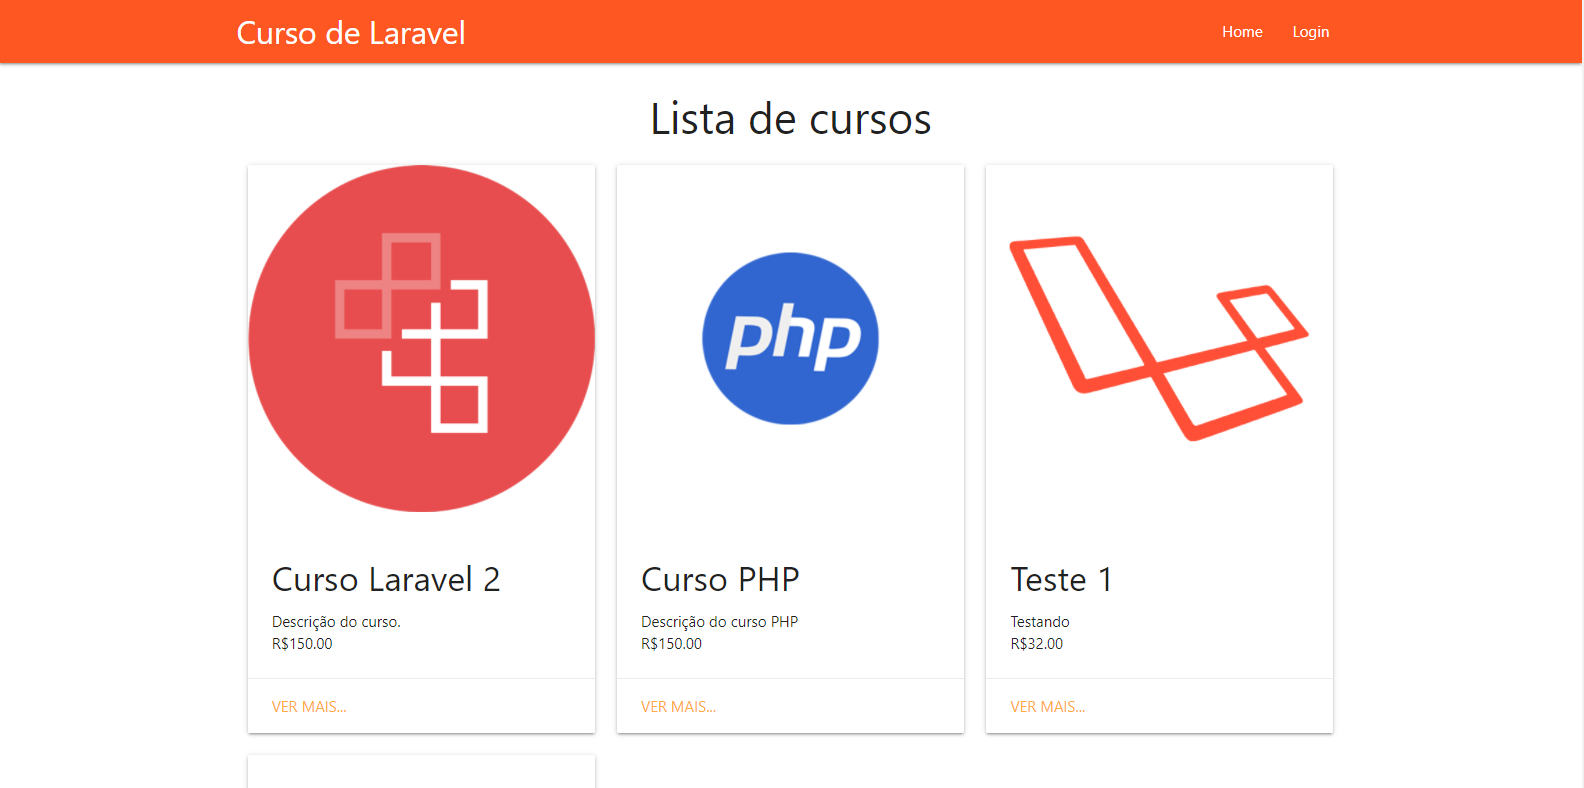 Curso de Laravel
Home
Login
Lista de cursos
php
Curso Laravel 2
Descrição do curso.
R$150.00
VER MAIS...
Curso PHP
Descrição do curso PHP
R$150.00
VER MAIS...
Teste 1
Testando
R$32.00
VER MAIS...